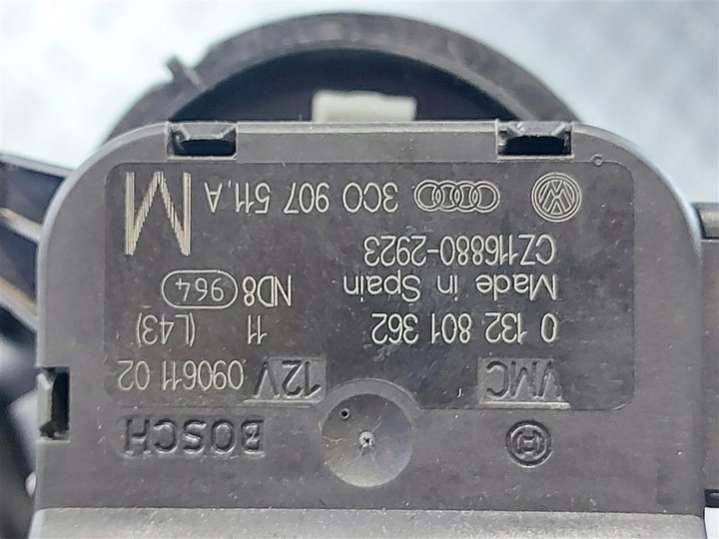 BOSCH
VMC 12V 090611 02
0 132 801 362 11 (L43)
Made in Spain ND8 964
CZ116880-2923
3C0 907 511,A M